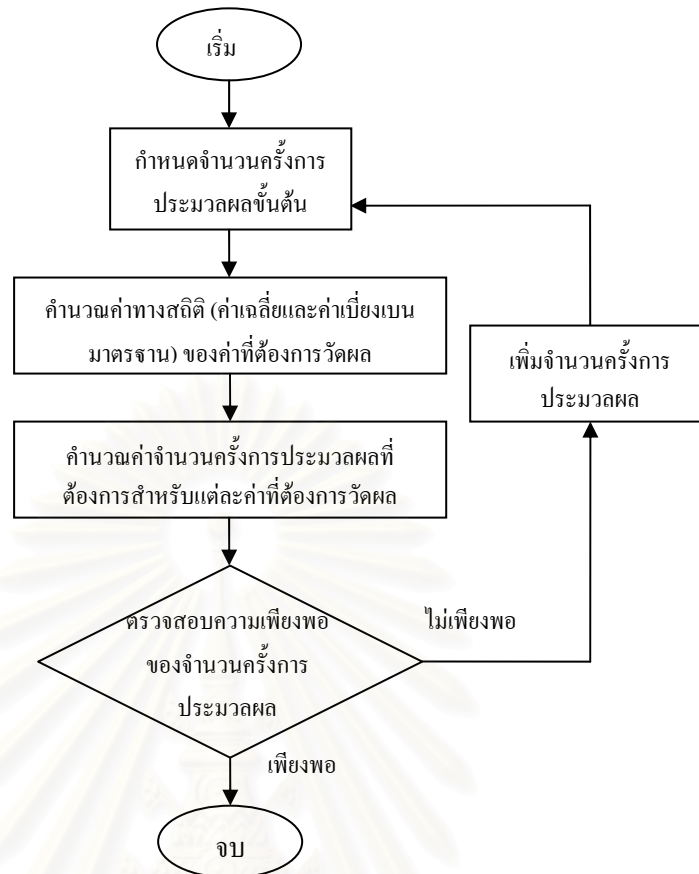 เริ่ม
กำหนดจำนวนครั้งการ
ประมวลผลขั้นต้น
คำนวณค่าทางสถิติ (ค่าเฉลี่ยและค่าเบี่ยงเบน
มาตรฐาน) ของค่าที่ต้องการวัดผล
เพิ่มจำนวนครั้งการ
ประมวลผล
คำนวณค่าจำนวนครั้งการประมวลผลที่
ต้องการสำหรับแต่ละค่าที่ต้องการวัดผล
ตรวจสอบความเพียงพอ
ของจำนวนครั้งการ
ประมวลผล
ไม่เพียงพอ
เพียงพอ
จบ